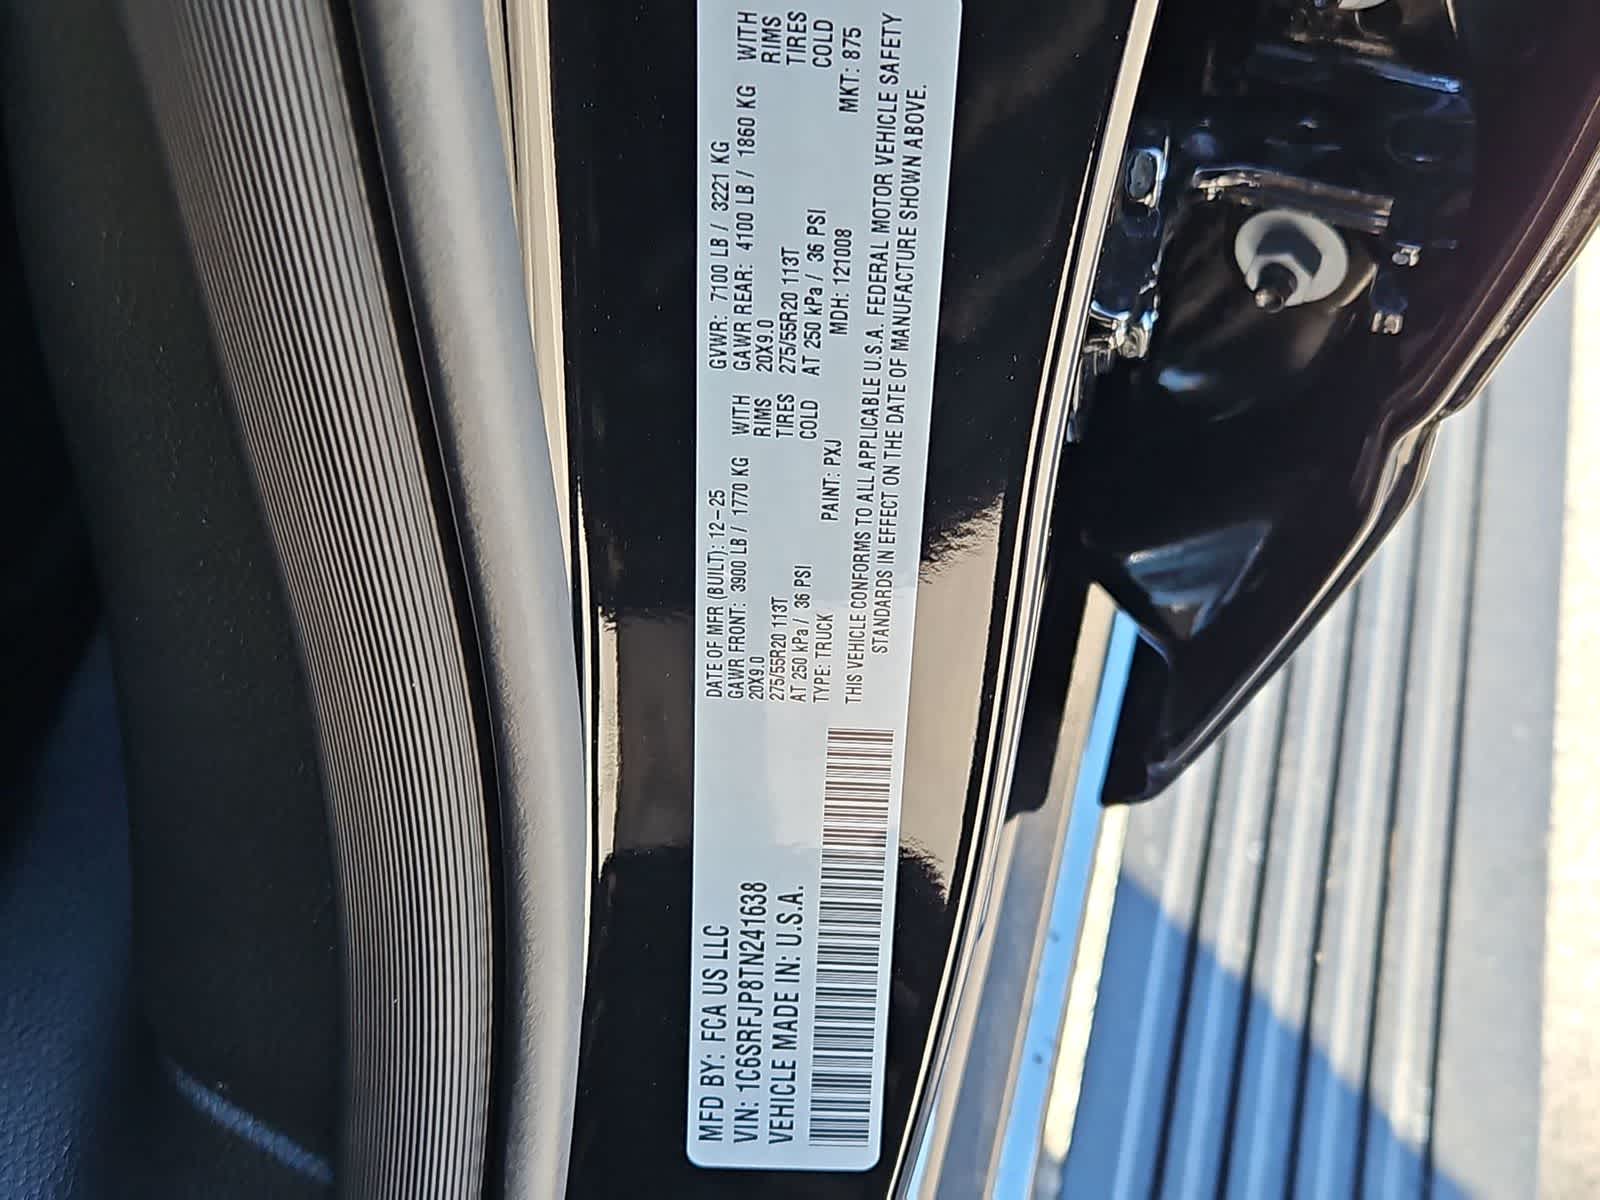 MFD BY: FCA US LLC
VIN: 1C6SRFJP8TN241638
VEHICLE MADE IN: U.S.A.
DATE OF MFR (BUILT): 12-25 GVWR: 7100 LB / 3221 KG
GAWR FRONT: 3900 LB / 1770 KG WITH GAWR REAR: 4100 LB / 1860 KG WITH
20X9.0 RIMS 20X9.0 RIMS
275/55R20 113T TIRES 275/55R20 113T TIRES
AT 250 kPa / 36 PSI COLD AT 250 kPa / 36 PSI COLD
TYPE: TRUCK PAINT: PXJ MDH: 121008 MKT: 875
THIS VEHICLE CONFORMS TO ALL APPLICABLE U.S.A. FEDERAL MOTOR VEHICLE SAFETY
STANDARDS IN EFFECT ON THE DATE OF MANUFACTURE SHOWN ABOVE.